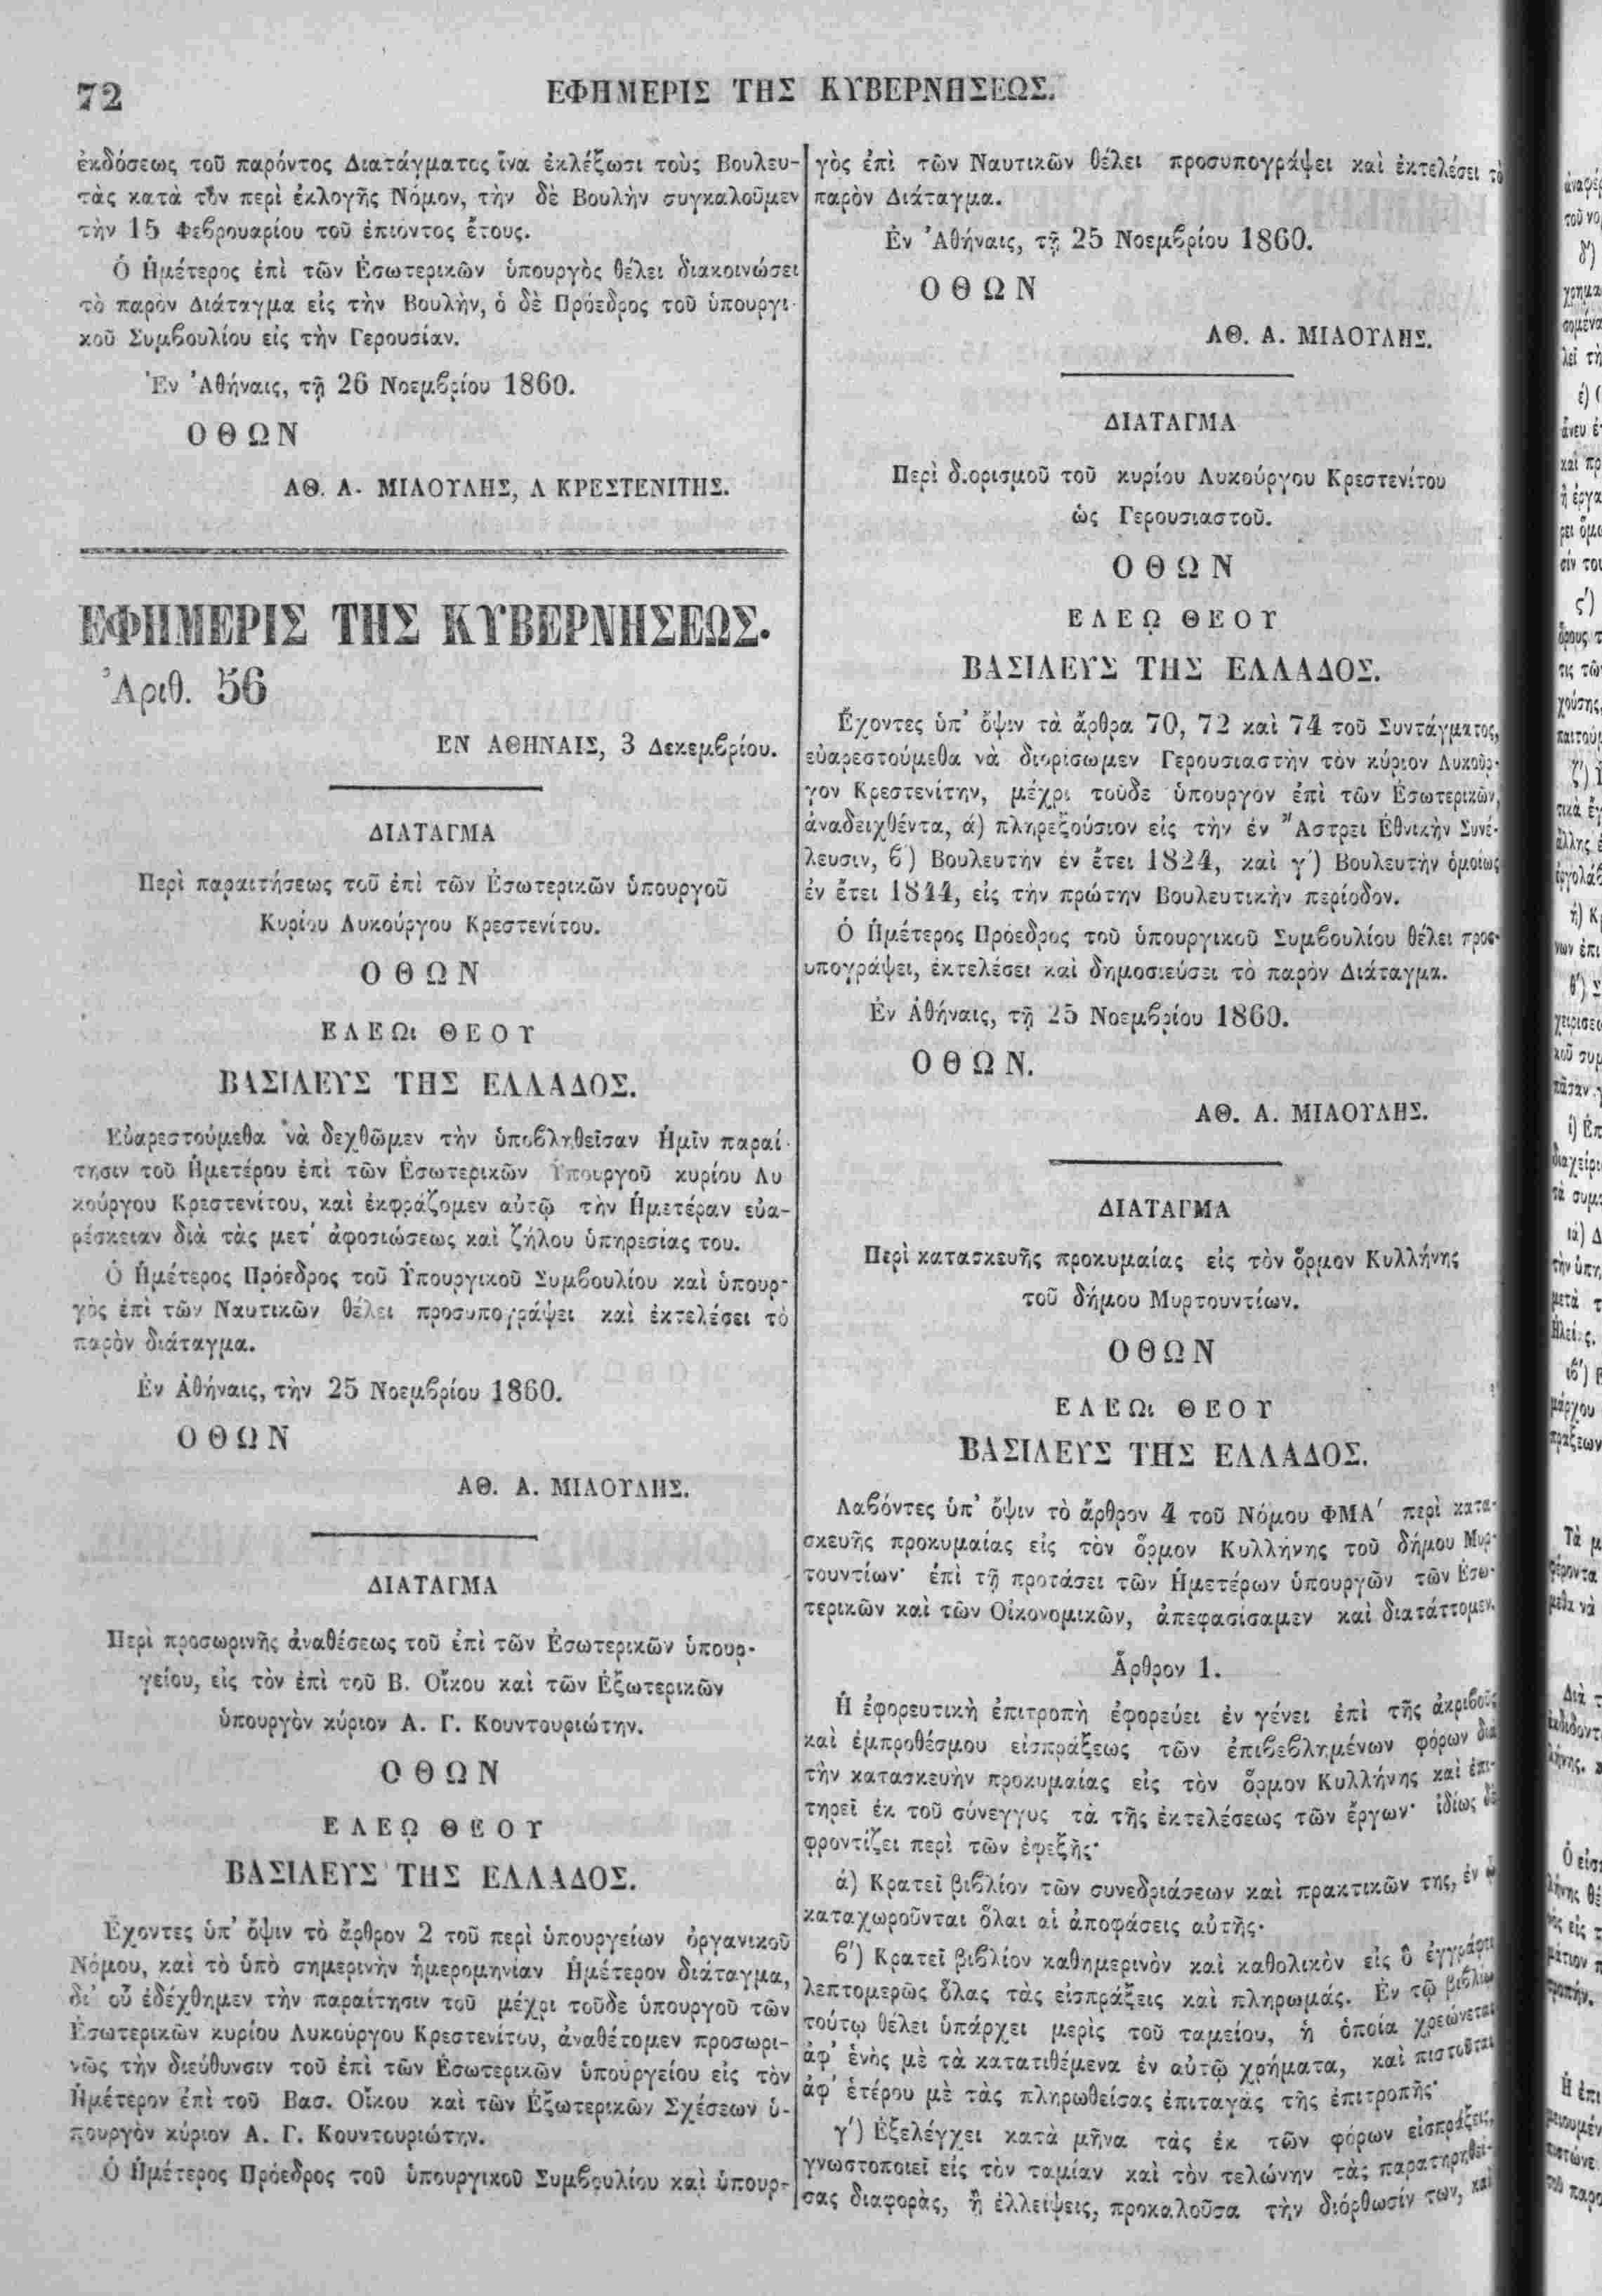 72
ΕΦΗΜΕΡΙΣ ΤΗΣ ΚΥΒΕΡΝΗΣΕΩΣ.
ἐκδόσεως τοῦ παρόντος Διατάγματος ἵνα ἐκλέξωσι τοὺς Βουλευ-
τὰς κατὰ τὸν περὶ ἐκλογῆς Νόμον, τὴν δὲ Βουλὴν συγκαλοῦμεν
τὴν 15 Φεβρουαρίου τοῦ ἐπιόντος ἔτους.
Ὁ Ἡμέτερος ἐπὶ τῶν Ἐσωτερικῶν ὑπουργὸς θέλει διακοινώσει
τὸ παρὸν Διάταγμα εἰς τὴν Βουλὴν, ὁ δὲ Πρόεδρος τοῦ ὑπουργι-
κοῦ Συμβουλίου εἰς τὴν Γερουσίαν.
Ἐν Ἀθήναις, τῇ 26 Νοεμβρίου 1860.
ΟΘΩΝ
ΑΘ. Α. ΜΙΑΟΥΛΗΣ, Λ ΚΡΕΣΤΕΝΙΤΗΣ.
ΕΦΗΜΕΡΙΣ ΤΗΣ ΚΥΒΕΡΝΗΣΕΩΣ.
Ἀριθ. 56
ΕΝ ΑΘΗΝΑΙΣ, 3 Δεκεμβρίου.
ΔΙΑΤΑΓΜΑ
Περὶ παραιτήσεως τοῦ ἐπὶ τῶν Ἐσωτερικῶν ὑπουργοῦ
Κυρίου Λυκούργου Κρεστενίτου.
ΟΘΩΝ
ΕΛΕΩι ΘΕΟΥ
ΒΑΣΙΛΕΥΣ ΤΗΣ ΕΛΛΑΔΟΣ.
Εὐαρεστούμεθα νὰ δεχθῶμεν τὴν ὑποβληθεῖσαν Ἡμῖν παραί-
τησιν τοῦ Ἡμετέρου ἐπὶ τῶν Ἐσωτερικῶν Ὑπουργοῦ κυρίου Λυ
κούργου Κρεστενίτου, καὶ ἐκφράζομεν αὐτῷ τὴν Ἡμετέραν εὐα-
ρέσκειαν διὰ τὰς μετ' ἀφοσιώσεως καὶ ζήλου ὑπηρεσίας του.
Ὁ Ἡμέτερος Πρόεδρος τοῦ Ὑπουργικοῦ Συμβουλίου καὶ ὑπουρ-
γὸς ἐπὶ τῶν Ναυτικῶν θέλει προσυπογράψει καὶ ἐκτελέσει τὸ
παρὸν διάταγμα.
Ἐν Ἀθήναις, τὴν 25 Νοεμβρίου 1860.
ΟΘΩΝ
ΑΘ. Α. ΜΙΑΟΥΛΗΣ.
ΔΙΑΤΑΓΜΑ
Περὶ προσωρινῆς ἀναθέσεως τοῦ ἐπὶ τῶν Ἐσωτερικῶν ὑπουρ-
γείου, εἰς τὸν ἐπὶ τοῦ Β. Οἴκου καὶ τῶν Ἐξωτερικῶν
ὑπουργὸν κύριον Α. Γ. Κουντουριώτην.
ΟΘΩΝ
ΕΛΕῼ ΘΕΟΥ
ΒΑΣΙΛΕΥΣ ΤΗΣ ΕΛΛΑΔΟΣ.
Ἔχοντες ὑπ' ὄψιν τὸ ἄρθρον 2 τοῦ περὶ ὑπουργείων ὀργανικοῦ
Νόμου, καὶ τὸ ὑπὸ σημερινὴν ἡμερομηνίαν Ἡμέτερον διάταγμα,
δι' οὗ ἐδέχθημεν τὴν παραίτησιν τοῦ μέχρι τοῦδε ὑπουργοῦ τῶν
Ἐσωτερικῶν κυρίου Λυκούργου Κρεστενίτου, ἀναθέτομεν προσωρι-
νῶς τὴν διεύθυνσιν τοῦ ἐπὶ τῶν Ἐσωτερικῶν ὑπουργείου εἰς τὸν
Ἡμέτερον ἐπὶ τοῦ Βασ. Οἴκου καὶ τῶν Ἐξωτερικῶν Σχέσεων ὑ-
πουργὸν κύριον Α. Γ. Κουντουριώτην.
Ὁ Ἡμέτερος Πρόεδρος τοῦ ὑπουργικοῦ Συμβουλίου καὶ ὑπουρ-
γὸς ἐπὶ τῶν Ναυτικῶν θέλει προσυπογράψει καὶ ἐκτελέσει τὸ
παρὸν Διάταγμα.
Ἐν Ἀθήναις, τῇ 25 Νοεμβρίου 1860.
ΟΘΩΝ
ΑΘ. Α. ΜΙΑΟΥΛΗΣ.
ΔΙΑΤΑΓΜΑ
Περὶ διορισμοῦ τοῦ κυρίου Λυκούργου Κρεστενίτου
ὡς Γερουσιαστοῦ.
ΟΘΩΝ
ΕΛΕῼ ΘΕΟΥ
ΒΑΣΙΛΕΥΣ ΤΗΣ ΕΛΛΑΔΟΣ.
Ἔχοντες ὑπ' ὄψιν τὰ ἄρθρα 70, 72 καὶ 74 τοῦ Συντάγματος,
εὐαρεστούμεθα νὰ διορίσωμεν Γερουσιαστὴν τὸν κύριον Λυκοῦρ-
γον Κρεστενίτην, μέχρι τοῦδε ὑπουργὸν ἐπὶ τῶν Ἐσωτερικῶν,
ἀναδειχθέντα, ά) πληρεξούσιον εἰς τὴν ἐν Ἄστρει Ἐθνικὴν Συνέ-
λευσιν, β') Βουλευτὴν ἐν ἔτει 1824, καὶ γ') Βουλευτὴν ὁμοίως
ἐν ἔτει 1844, εἰς τὴν πρώτην Βουλευτικὴν περίοδον.
Ὁ Ἡμέτερος Πρόεδρος τοῦ ὑπουργικοῦ Συμβουλίου θέλει προσ-
υπογράψει, ἐκτελέσει καὶ δημοσιεύσει τὸ παρὸν Διάταγμα.
Ἐν Ἀθήναις, τῇ 25 Νοεμβρίου 1860.
ΟΘΩΝ.
ΑΘ. Α. ΜΙΑΟΥΛΗΣ.
ΔΙΑΤΑΓΜΑ
Περὶ κατασκευῆς προκυμαίας εἰς τὸν ὅρμον Κυλλήνης
τοῦ δήμου Μυρτουντίων.
ΟΘΩΝ
ΕΛΕΩι ΘΕΟΥ
ΒΑΣΙΛΕΥΣ ΤΗΣ ΕΛΛΑΔΟΣ.
Λαβόντες ὑπ' ὄψιν τὸ ἄρθρον 4 τοῦ Νόμου ΦΜΑ' περὶ κατα-
σκευῆς προκυμαίας εἰς τὸν ὅρμον Κυλλήνης τοῦ δήμου Μυρ-
τουντίων· ἐπὶ τῇ προτάσει τῶν Ἡμετέρων ὑπουργῶν τῶν Ἐσω-
τερικῶν καὶ τῶν Οἰκονομικῶν, ἀπεφασίσαμεν καὶ διατάττομεν.
Ἄρθρον 1.
Ἡ ἐφορευτικὴ ἐπιτροπὴ ἐφορεύει ἐν γένει ἐπὶ τῆς ἀκριβοῦς
καὶ ἐμπροθέσμου εἰσπράξεως τῶν ἐπιβεβλημένων φόρων διὰ
τὴν κατασκευὴν προκυμαίας εἰς τὸν ὅρμον Κυλλήνης καὶ ἐπι-
τηρεῖ ἐκ τοῦ σύνεγγυς τὰ τῆς ἐκτελέσεως τῶν ἔργων· ἰδίως δὲ
φροντίζει περὶ τῶν ἐφεξῆς·
ά) Κρατεῖ βιβλίον τῶν συνεδριάσεων καὶ πρακτικῶν της, ἐν ᾧ
καταχωροῦνται ὅλαι αἱ ἀποφάσεις αὐτῆς·
β') Κρατεῖ βιβλίον καθημερινὸν καὶ καθολικὸν εἰς ὃ ἐγγράφει
λεπτομερῶς ὅλας τὰς εἰσπράξεις καὶ πληρωμάς. Ἐν τῷ βιβλίῳ
τούτῳ θέλει ὑπάρχει μερὶς τοῦ ταμείου, ἡ ὁποία χρεώνεται
ἀφ' ἑνὸς μὲ τὰ κατατιθέμενα ἐν αὐτῷ χρήματα, καὶ πιστοῦται
ἀφ' ἑτέρου μὲ τὰς πληρωθείσας ἐπιταγὰς τῆς ἐπιτροπῆς·
γ') Ἐξελέγχει κατὰ μῆνα τὰς ἐκ τῶν φόρων εἰσπράξεις,
γνωστοποιεῖ εἰς τὸν ταμίαν καὶ τὸν τελώνην τὰς παρατηρηθεί-
σας διαφορὰς, ἢ ἐλλείψεις, προκαλοῦσα τὴν διόρθωσίν των, καὶ